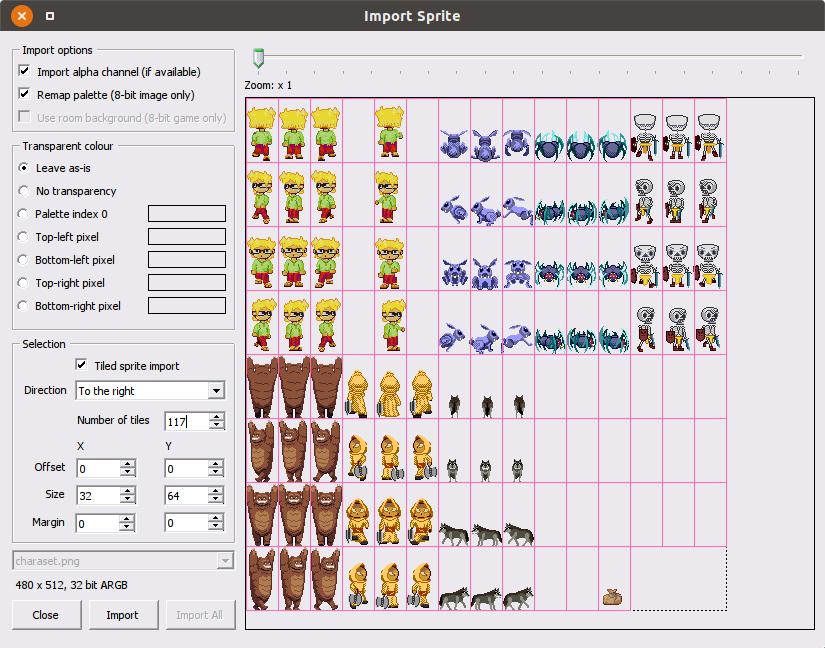 Import Sprite
Import options
Import alpha channel (if available)
Remap palette (8-bit image only)
Use room background (8-bit game only)
Transparent colour
Leave as-is
No transparency
Palette index 0
Top-left pixel
Bottom-left pixel
Top-right pixel
Bottom-right pixel
Selection
Tiled sprite import
Direction To the right
Number of tiles 117
X Y
Offset 0 0
Size 32 64
Margin 0 0
charaset.png
480 x 512, 32 bit ARGB
Close Import Import All
Zoom: x 1